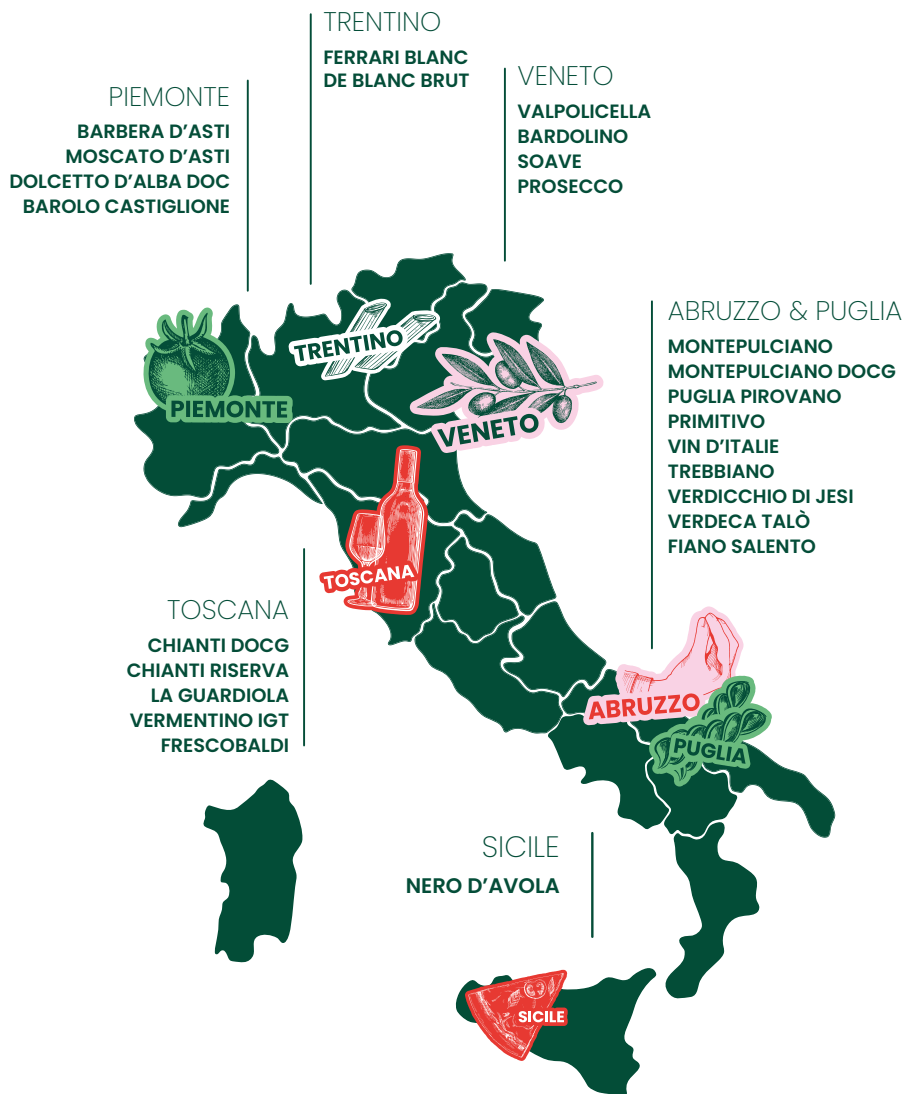 TRENTINO
FERRARI BLANC
DE BLANC BRUT
VENETO
VALPOLICELLA
BARDOLINO
SOAVE
PROSECCO
PIEMONTE
BARBERA D'ASTI
MOSCATO D'ASTI
DOLCETTO D'ALBA DOC
BAROLO CASTIGLIONE
ABRUZZO & PUGLIA
MONTEPULCIANO
MONTEPULCIANO DOCG
PUGLIA PIROVANO
PRIMITIVO
VIN D'ITALIE
TREBBIANO
VERDICCHIO DI JESI
VERDECA TALÒ
FIANO SALENTO
TRENTINO
PIEMONTE
VENETO
TOSCANA
TOSCANA
CHIANTI DOCG
CHIANTI RISERVA
LA GUARDIOLA
VERMENTINO IGT
FRESCOBALDI
ABRUZZO
PUGLIA
SICILE
NERO D'AVOLA
SICILE